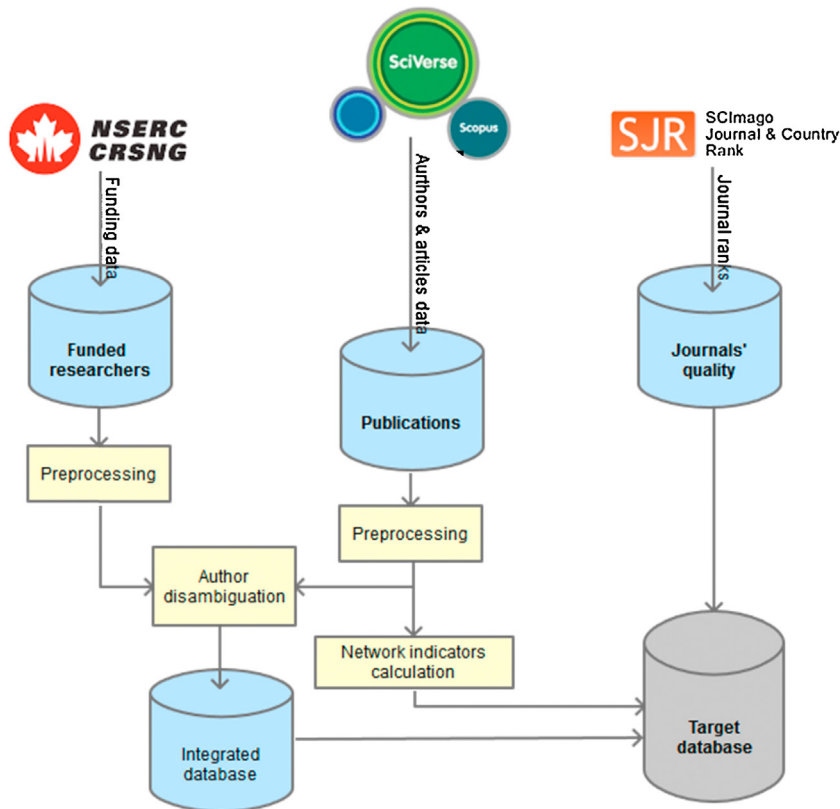 SciVerse
Scopus
NSERC
CRSNG
SJR
SCImago
Journal & Country
Rank
Funding data
Aurthors & articles data
Journal ranks
Funded
researchers
Publications
Journals'
quality
Preprocessing
Preprocessing
Author
disambiguation
Network indicators
calculation
Integrated
database
Target
database